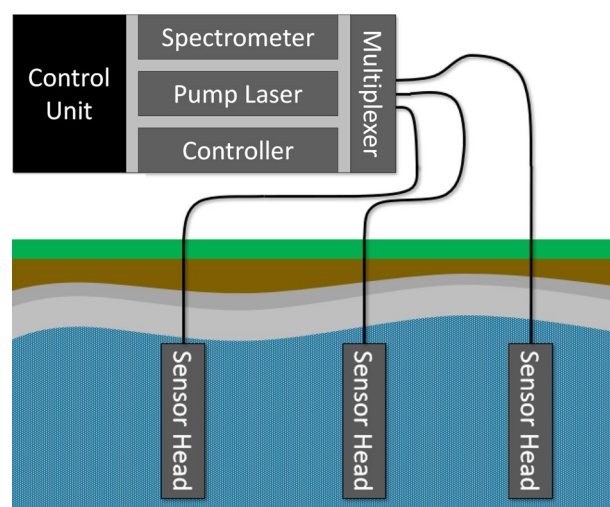 Control
Unit
Spectrometer
Pump Laser
Controller
Multiplexer
Sensor Head
Sensor Head
Sensor Head